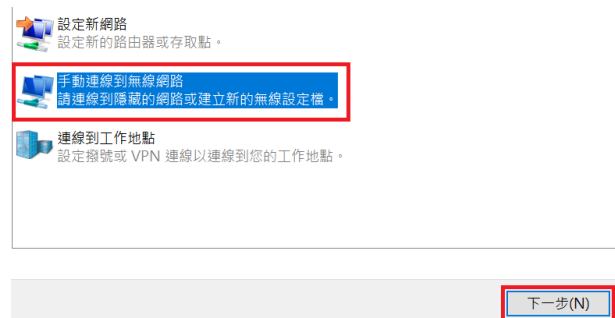 設定新網路
設定新的路由器或存取點。
手動連線到無線網路
請連線到隱藏的網路或建立新的無線設定檔。
連線到工作地點
設定撥號或 VPN 連線以連線到您的工作地點。
下一步(N)